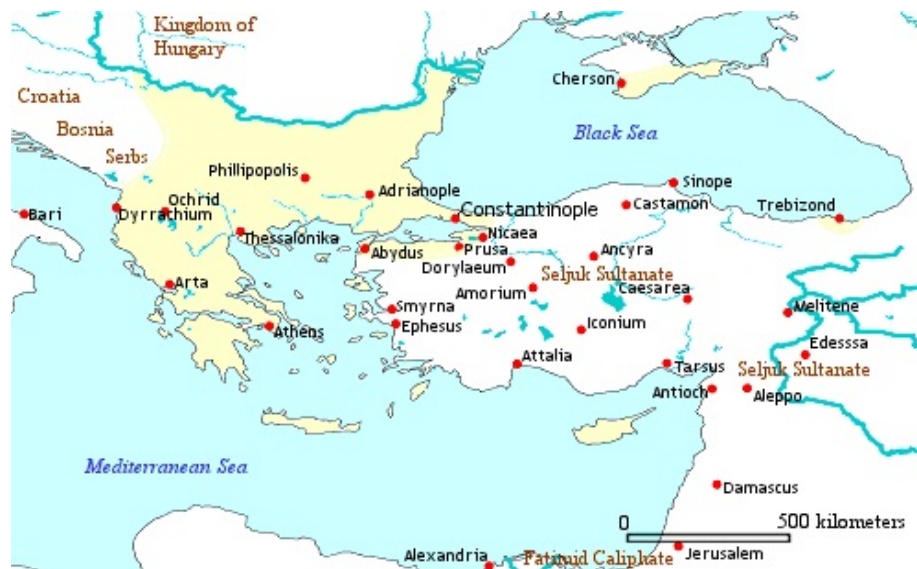 Kingdom of
Hungary
Cherson
Croatia
Black Sea
Bosnia
Serbs
Phillipopolis
Sinope
Adrianople
Ochrid
Castamon
Trebizond
Bari
Dyrrachium
Constantinople
Thessalonika
Nicaea
Abydus
Prusa
Ancyra
Dorylaeum
Seljuk Sultanate
Arta
Amorium
Caesarea
Smyrna
Melitene
Athens
Ephesus
Iconium
Edesssa
Attalia
Tarsus
Seljuk Sultanate
Antioch
Aleppo
Mediterranean Sea
Damascus
0
500 kilometers
Alexandria
Fatimid Caliphate
Jerusalem